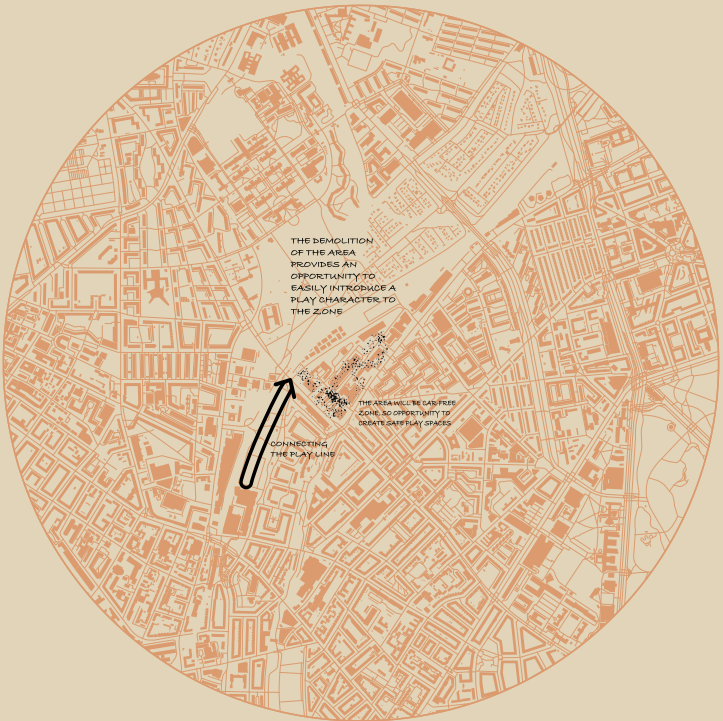 THE DEMOLITION
OF THE AREA
PROVIDES AN
OPPORTUNITY TO
EASILY INTRODUCE A
PLAY CHARACTER TO
THE ZONE
THE AREA WILL BE CAR FREE
ZONE, SO OPPORTUNITY TO
CREATE SAFE PLAY SPACES
CONNECTING
THE PLAY LINE